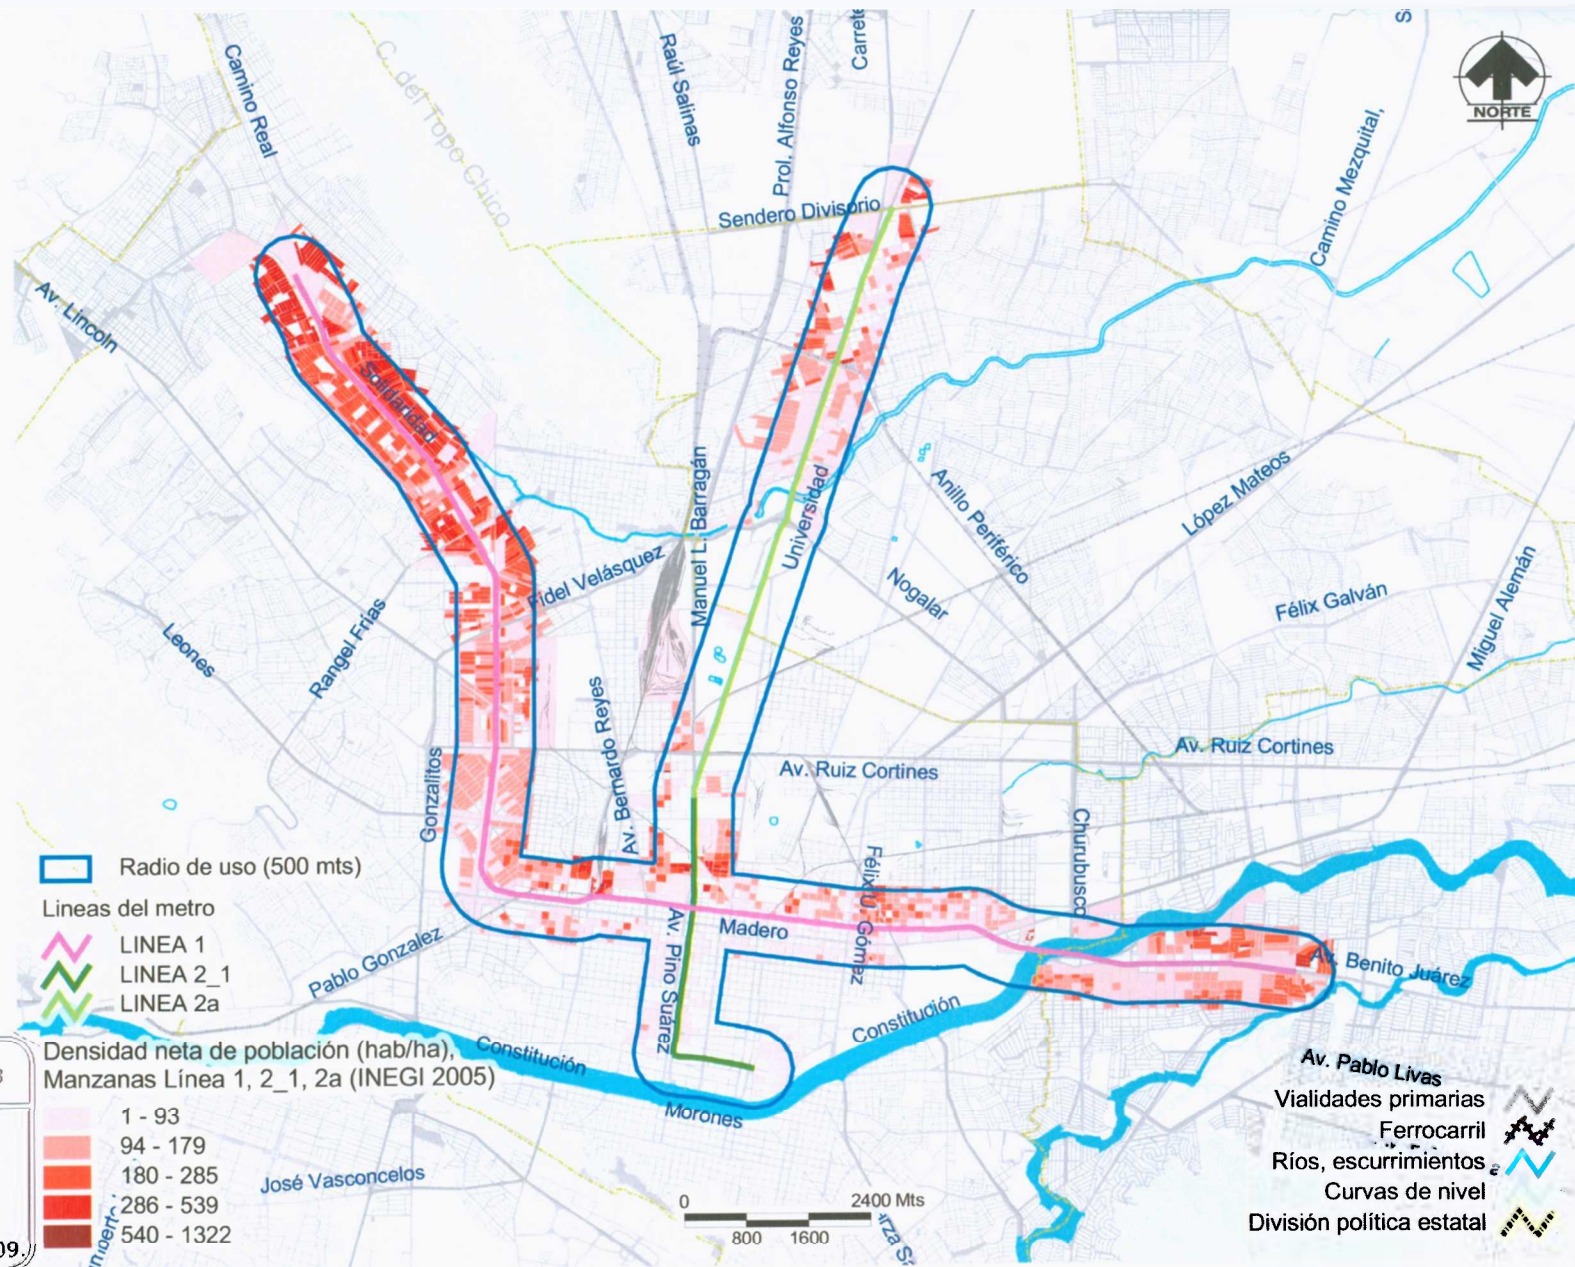 Camino Real
C. del Topo Chico
Raúl Salinas
Prol. Alfonso Reyes
Carrete
S
NORTE
Camino Mezquital,
Sendero Divisorio
Av. Lincoln
Solidaridad
Manuel L. Barragán
Universidad
Anillo Periférico
López Mateos
Fidel Velásquez
Nogalar
Félix Galván
Miguel Alemán
Leones
Rangel Frías
Av. Bernardo Reyes
Gonzalitos
Av. Ruiz Cortines
Av. Ruiz Cortines
Churubusco
Félix U. Gómez
Madero
Av. Pino Suárez
Av. Benito Juárez
Pablo Gonzalez
Constitución
Constitución
Morones
José Vasconcelos
Av. Pablo Livas
Radio de uso (500 mts)
Lineas del metro
LINEA 1
LINEA 2_1
LINEA 2a
Densidad neta de población (hab/ha),
Manzanas Línea 1, 2_1, 2a (INEGI 2005)
1 - 93
94 - 179
180 - 285
286 - 539
540 - 1322
09.
0 2400 Mts
800 1600
Vialidades primarias
Ferrocarril
Ríos, escurrimientos
Curvas de nivel
División política estatal